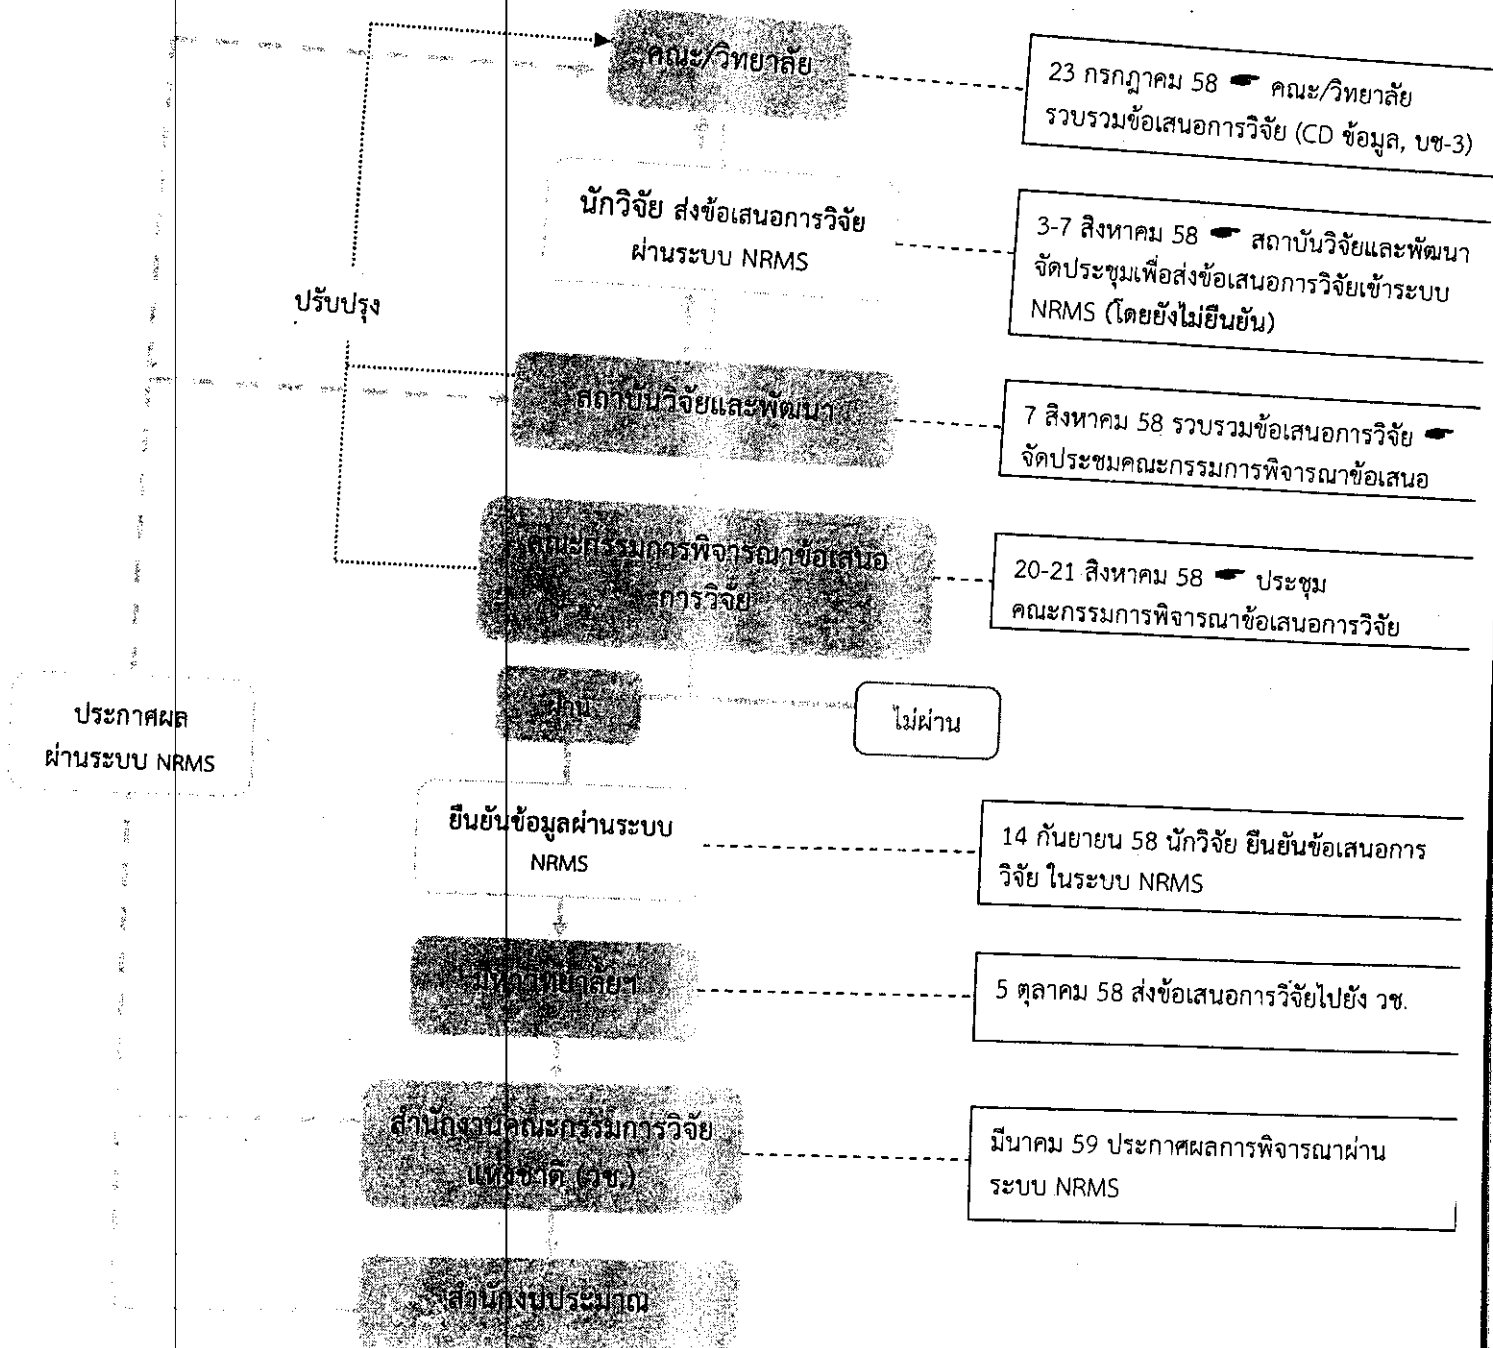 คณะ/วิทยาลัย
23 กรกฎาคม 58 ☛ คณะ/วิทยาลัย
รวบรวมข้อเสนอการวิจัย (CD ข้อมูล, บช-3)
นักวิจัย ส่งข้อเสนอการวิจัย
ผ่านระบบ NRMS
3-7 สิงหาคม 58 ☛ สถาบันวิจัยและพัฒนา
จัดประชุมเพื่อส่งข้อเสนอการวิจัยเข้าระบบ
NRMS (โดยยังไม่ยืนยัน)
ปรับปรุง
สถาบันวิจัยและพัฒนา
7 สิงหาคม 58 รวบรวมข้อเสนอการวิจัย ☛
จัดประชมคณะกรรมการพิจารณาข้อเสนอ
คณะกรรมการพิจารณาข้อเสนอ
การวิจัย
20-21 สิงหาคม 58 ☛ ประชุม
คณะกรรมการพิจารณาข้อเสนอการวิจัย
ผ่าน
ไม่ผ่าน
ประกาศผล
ผ่านระบบ NRMS
ยืนยันข้อมูลผ่านระบบ
NRMS
14 กันยายน 58 นักวิจัย ยืนยันข้อเสนอการ
วิจัย ในระบบ NRMS
มหาวิทยาลัยฯ
5 ตุลาคม 58 ส่งข้อเสนอการวิจัยไปยัง วช.
สำนักงานคณะกรรมการวิจัย
แห่งชาติ (วช.)
มีนาคม 59 ประกาศผลการพิจารณาผ่าน
ระบบ NRMS
สำนักงบประมาณ